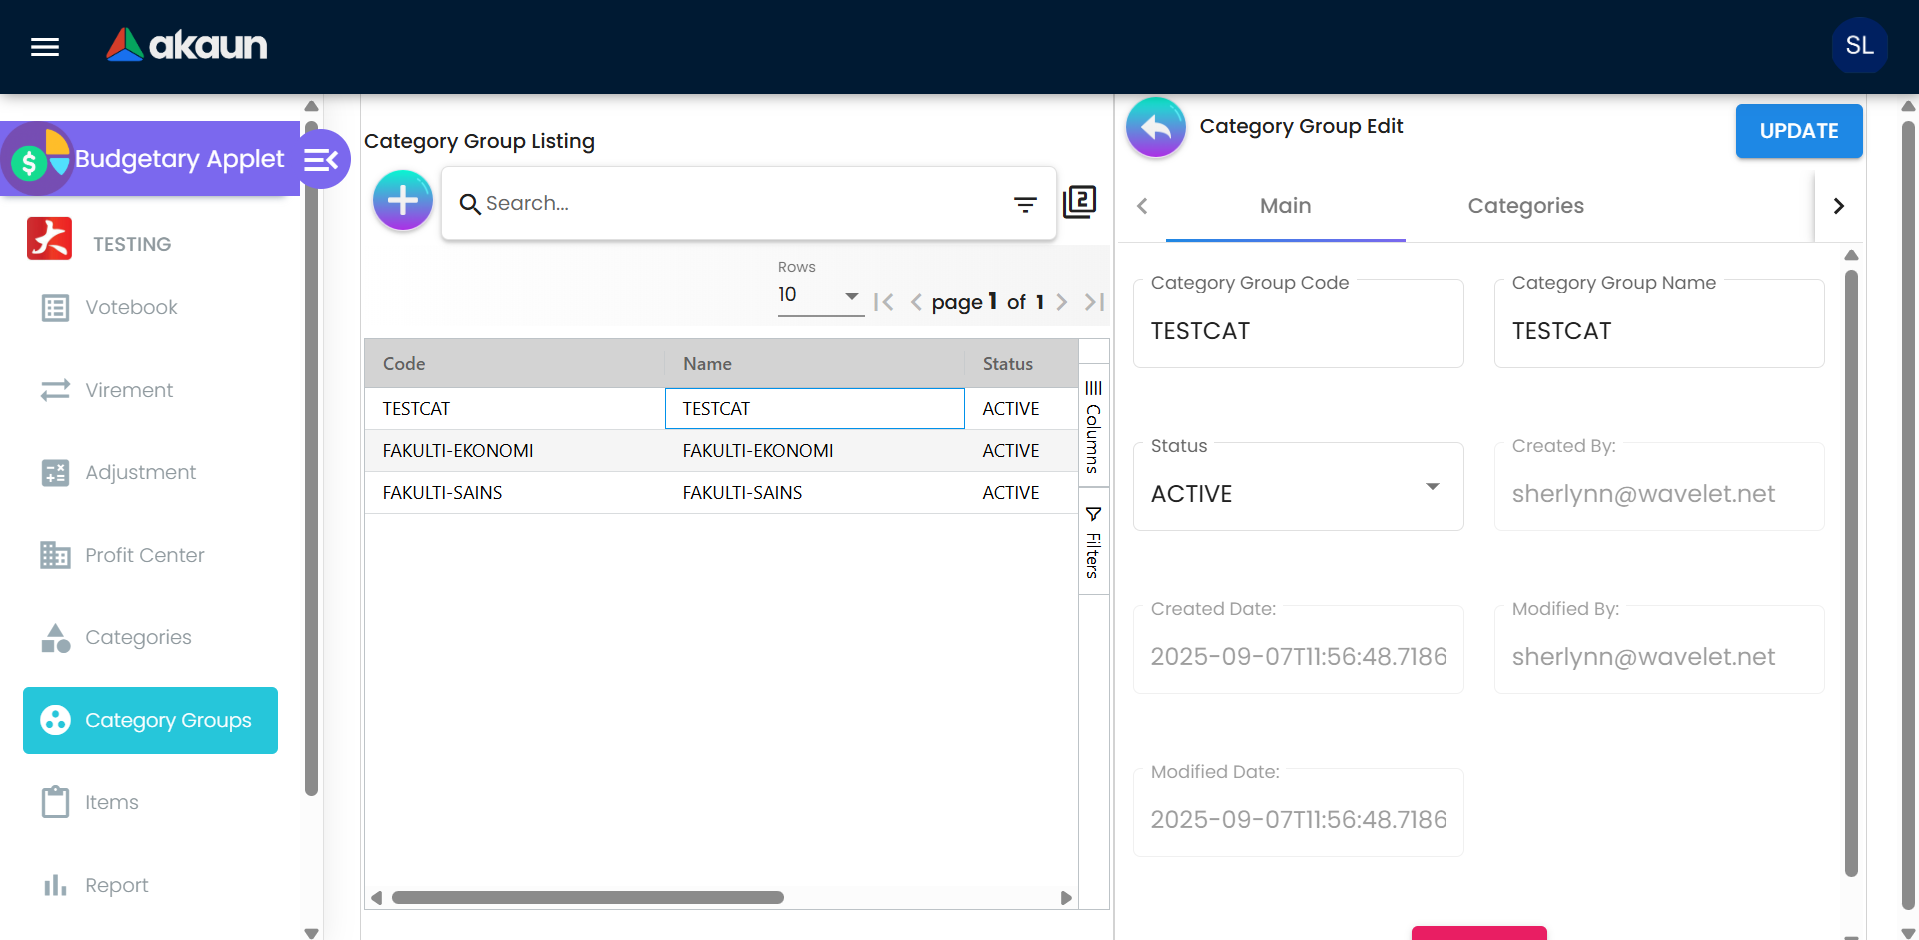 akaun
SL
Budgetary Applet
TESTING
Votebook
Virement
Adjustment
Profit Center
Categories
Category Groups
Items
Report
Category Group Listing
Search...
2
Rows
10
page 1 of 1
Code Name Status
TESTCAT TESTCAT ACTIVE
FAKULTI-EKONOMI FAKULTI-EKONOMI ACTIVE
FAKULTI-SAINS FAKULTI-SAINS ACTIVE
Columns
Filters
Category Group Edit
UPDATE
Main Categories
Category Group Code
TESTCAT
Category Group Name
TESTCAT
Status
ACTIVE
Created By:
sherlynn@wavelet.net
Created Date:
2025-09-07T11:56:48.7186
Modified By:
sherlynn@wavelet.net
Modified Date:
2025-09-07T11:56:48.7186